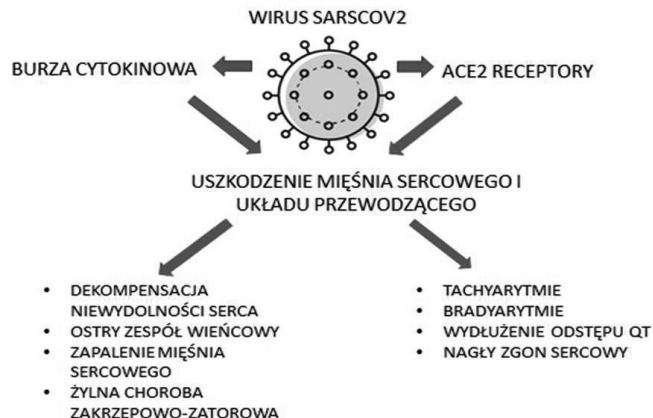 WIRUS SARSCOV2
BURZA CYTOKINOWA
ACE2 RECEPTORY
USZKODZENIE MIĘŚNIA SERCOWEGO I
UKŁADU PRZEWODZĄCEGO
• DEKOMPENSACJA
NIEWYDOLNOŚCI SERCA
• OSTRY ZESPÓŁ WIEŃCOWY
• ZAPALENIE MIĘŚNIA
SERCOWEGO
• ŻYLNA CHOROBA
ZAKRZEPOWO-ZATOROWA
• TACHYARYTMIE
• BRADYARYTMIE
• WYDŁUŻENIE ODSTĘPU QT
• NAGŁY ZGON SERCOWY